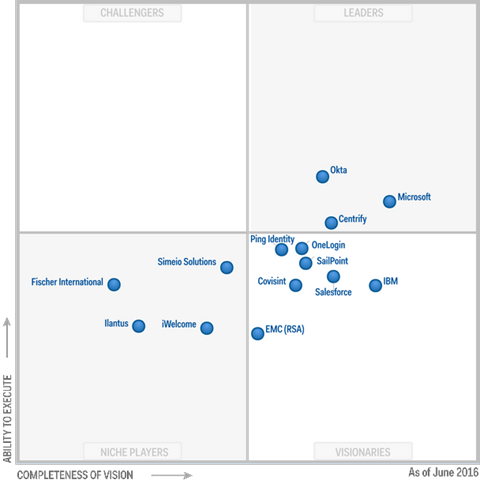 CHALLENGERS
LEADERS
Okta
Microsoft
Centrify
Ping Identity
OneLogin
SailPoint
Simeio Solutions
Fischer International
Covisint
IBM
Salesforce
Ilantus
iWelcome
EMC (RSA)
ABILITY TO EXECUTE
NICHE PLAYERS
VISIONARIES
COMPLETENESS OF VISION
As of June 2016